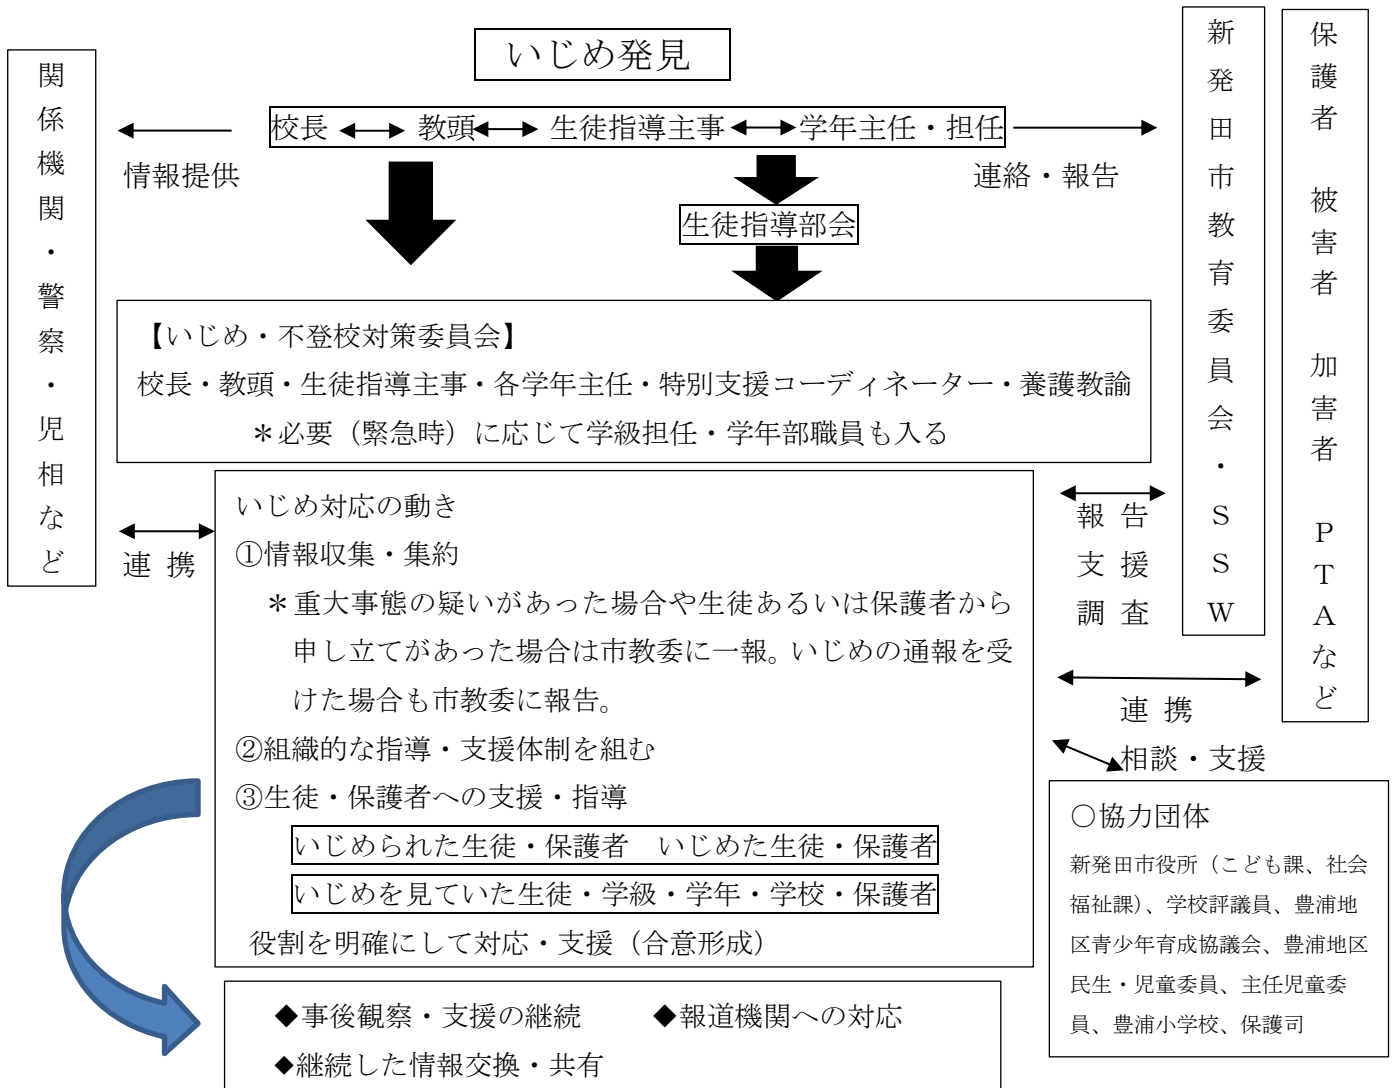 いじめ発見
関係機関・警察・児相など
校長 ↔ 教頭 ↔ 生徒指導主事 ↔ 学年主任・担任
情報提供
連絡・報告
新発田市教育委員会・SSW
保護者 被害者 加害者 PTAなど
生徒指導部会
【いじめ・不登校対策委員会】
校長・教頭・生徒指導主事・各学年主任・特別支援コーディネーター・養護教諭
＊必要（緊急時）に応じて学級担任・学年部職員も入る
連 携
いじめ対応の動き
①情報収集・集約
＊重大事態の疑いがあった場合や生徒あるいは保護者から
申し立てがあった場合は市教委に一報。いじめの通報を受
けた場合も市教委に報告。
②組織的な指導・支援体制を組む
③生徒・保護者への支援・指導
いじめられた生徒・保護者　いじめた生徒・保護者
いじめを見ていた生徒・学級・学年・学校・保護者
役割を明確にして対応・支援（合意形成）
報 告
支 援
調 査
連 携
相談・支援
○協力団体
新発田市役所（こども課、社会
福祉課）、学校評議員、豊浦地
区青少年育成協議会、豊浦地区
民生・児童委員、主任児童委
員、豊浦小学校、保護司
◆事後観察・支援の継続　◆報道機関への対応
◆継続した情報交換・共有